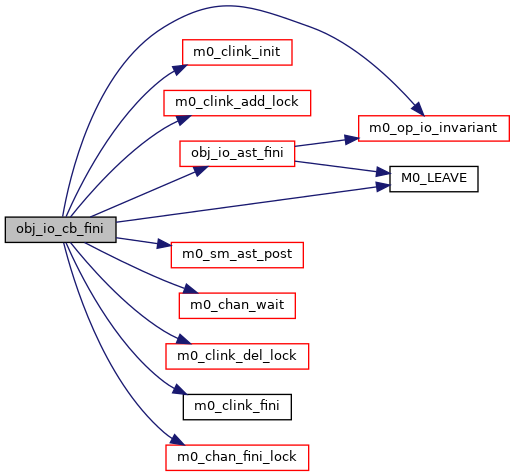 m0_clink_init
m0_clink_add_lock
m0_op_io_invariant
obj_io_ast_fini
M0_LEAVE
obj_io_cb_fini
m0_sm_ast_post
m0_chan_wait
m0_clink_del_lock
m0_clink_fini
m0_chan_fini_lock